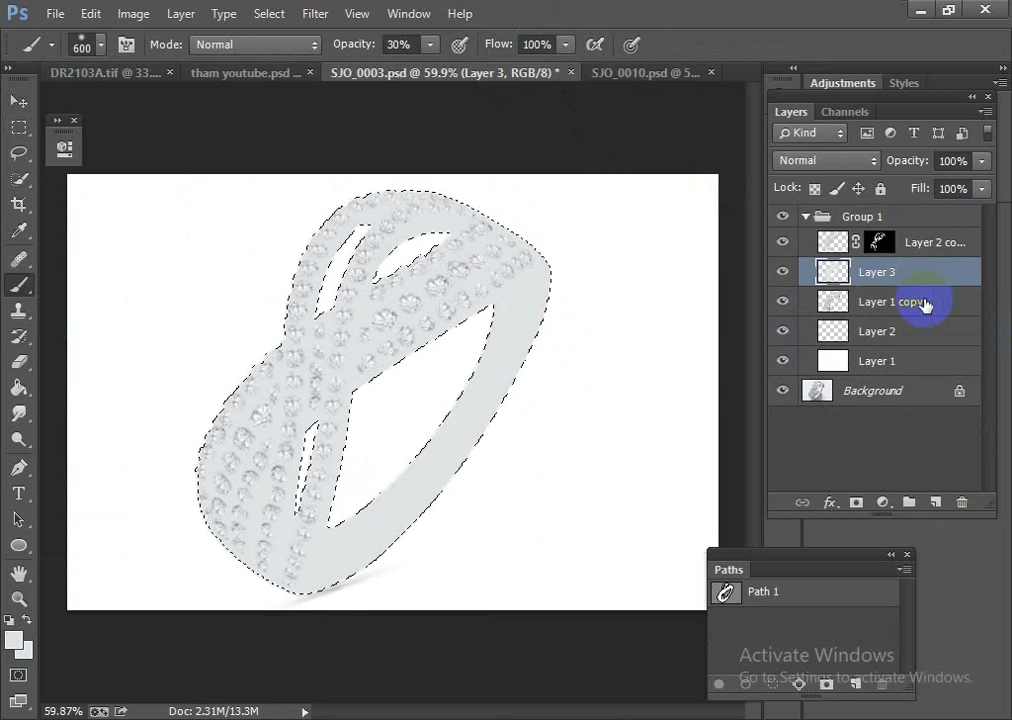 Ps File Edit Image Layer Type Select Filter View Window Help
600 Mode: Normal Opacity: 30% Flow: 100%
DR2103A.tif @ 33.... × tham youtube.psd ... × SJO_0003.psd @ 59.9% (Layer 3, RGB/8) * × SJO_0010.psd @ 5... ×
Adjustments Styles
Layers Channels
Kind
Normal Opacity: 100%
Lock: Fill: 100%
Group 1
Layer 2 co...
Layer 3
Layer 1 copy
Layer 2
Layer 1
Background
fx
Paths
Path 1
Activate Windows
Go to Settings to activate Windows.
59.87% Doc: 2.31M/13.3M